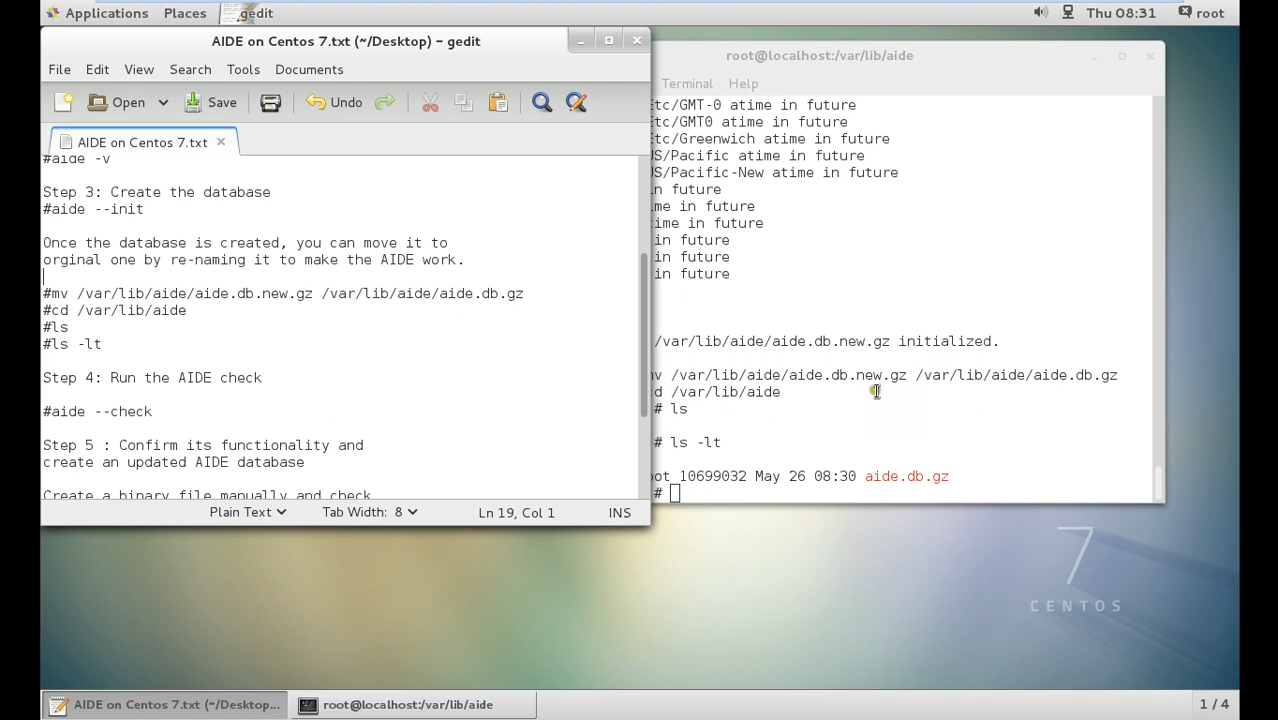 Applications Places gedit Thu 08:31 root
AIDE on Centos 7.txt (~/Desktop) – gedit
File Edit View Search Tools Documents
Open Save Undo
AIDE on Centos 7.txt
#aide -v
Step 3: Create the database
#aide --init
Once the database is created, you can move it to
orginal one by re-naming it to make the AIDE work.
#mv /var/lib/aide/aide.db.new.gz /var/lib/aide/aide.db.gz
#cd /var/lib/aide
#ls
#ls -lt
Step 4: Run the AIDE check
#aide --check
Step 5 : Confirm its functionality and
create an updated AIDE database
Create a binary file manually and check
Plain Text Tab Width: 8 Ln 19, Col 1 INS
root@localhost:/var/lib/aide
Terminal Help
Etc/GMT-0 atime in future
Etc/GMT0 atime in future
Etc/Greenwich atime in future
US/Pacific atime in future
US/Pacific-New atime in future
in future
me in future
time in future
in future
in future
in future
/var/lib/aide/aide.db.new.gz initialized.
mv /var/lib/aide/aide.db.new.gz /var/lib/aide/aide.db.gz
cd /var/lib/aide
# ls
# ls -lt
oot 10699032 May 26 08:30 aide.db.gz
#
7
CENTOS
AIDE on Centos 7.txt (~/Desktop... root@localhost:/var/lib/aide 1 / 4